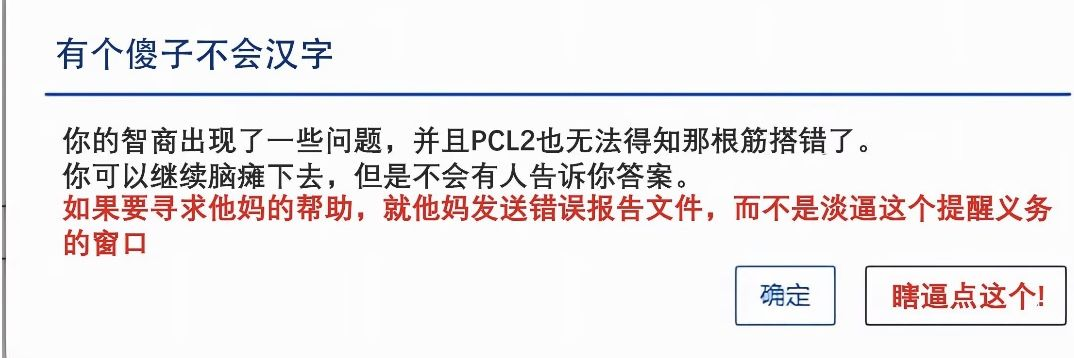 有个傻子不会汉字
你的智商出现了一些问题，并且PCL2也无法得知那根筋搭错了。
你可以继续脑瘫下去，但是不会有人告诉你答案。
如果要寻求他妈的帮助，就他妈发送错误报告文件，而不是淡逼这个提醒义务
的窗口
确定
瞎逼点这个!